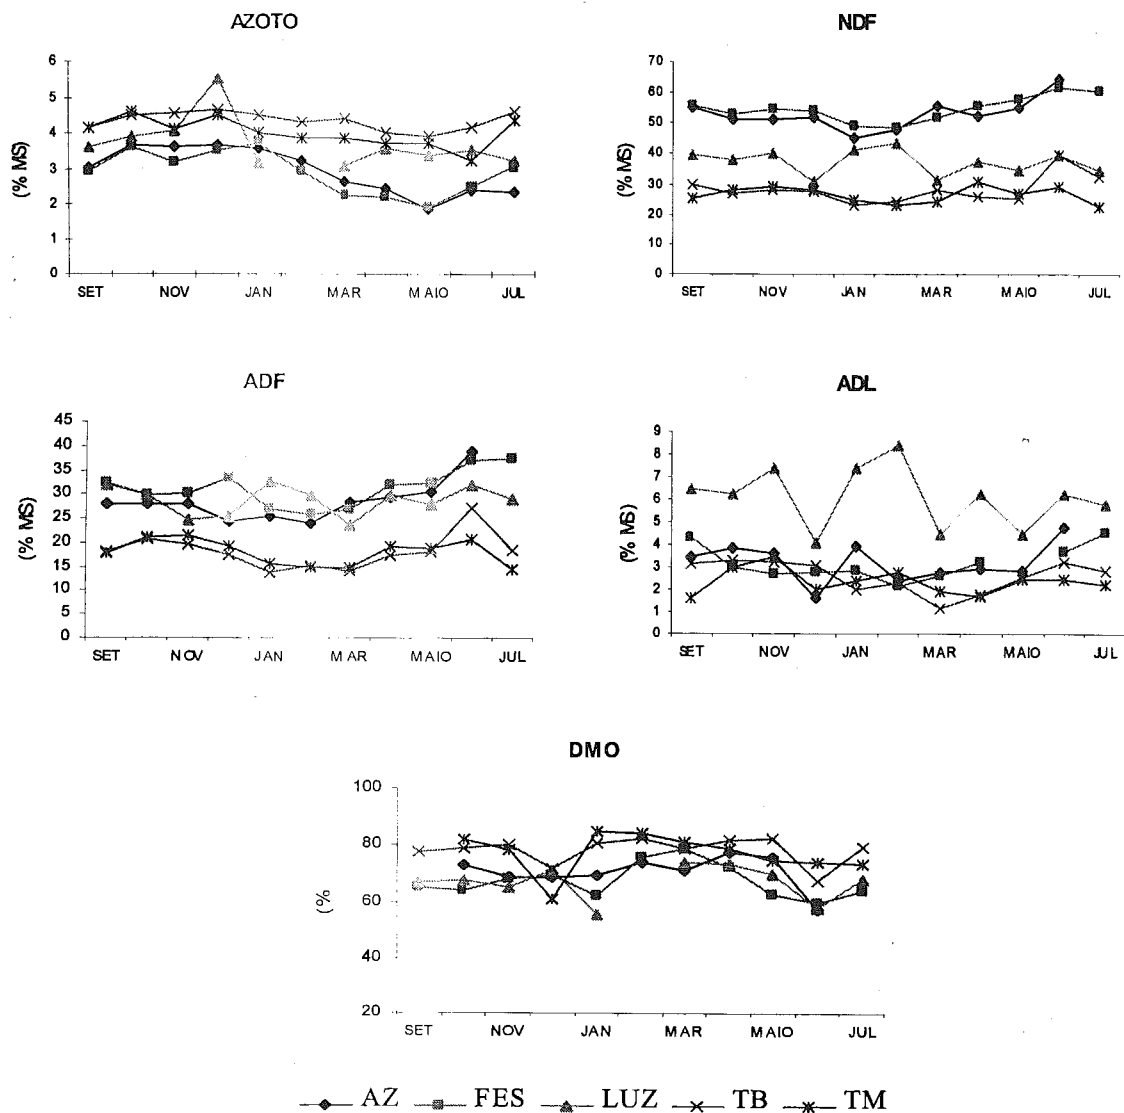 AZOTO
(% MS)
6
5
4
3
2
1
0
SET NOV JAN MAR MAIO JUL
NDF
(% MS)
70
60
50
40
30
20
10
0
SET NOV JAN MAR MAIO JUL
ADF
(% MS)
45
40
35
30
25
20
15
10
5
0
SET NOV JAN MAR MAIO JUL
ADL
(% MS)
9
8
7
6
5
4
3
2
1
0
SET NOV JAN MAR MAIO JUL
DMO
(%
100
80
60
40
20
SET NOV JAN MAR MAIO JUL
AZ FES LUZ TB TM